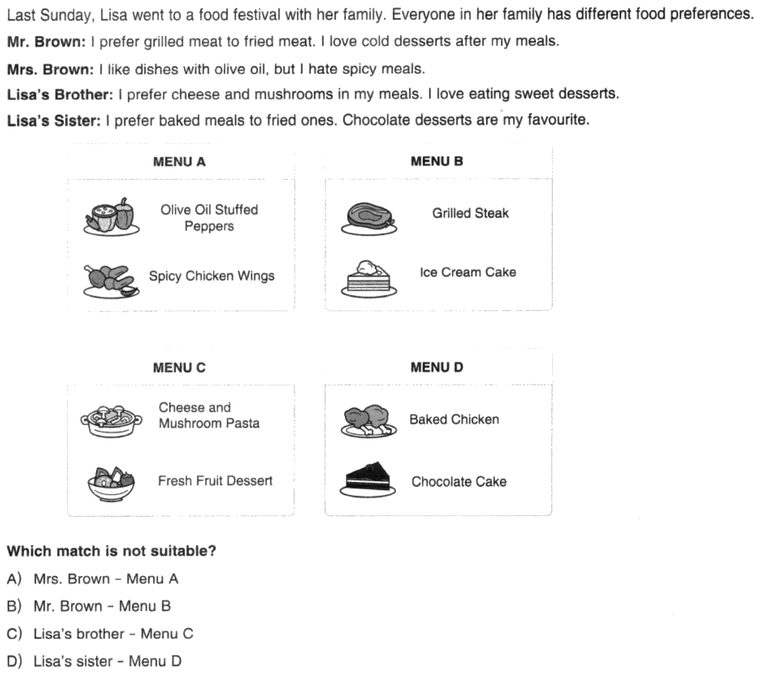 Last Sunday, Lisa went to a food festival with her family. Everyone in her family has different food preferences.
Mr. Brown: I prefer grilled meat to fried meat. I love cold desserts after my meals.
Mrs. Brown: I like dishes with olive oil, but I hate spicy meals.
Lisa's Brother: I prefer cheese and mushrooms in my meals. I love eating sweet desserts.
Lisa's Sister: I prefer baked meals to fried ones. Chocolate desserts are my favourite.
MENU A
Olive Oil Stuffed
Peppers
Spicy Chicken Wings
MENU B
Grilled Steak
Ice Cream Cake
MENU C
Cheese and
Mushroom Pasta
Fresh Fruit Dessert
MENU D
Baked Chicken
Chocolate Cake
Which match is not suitable?
A) Mrs. Brown – Menu A
B) Mr. Brown – Menu B
C) Lisa's brother – Menu C
D) Lisa's sister – Menu D